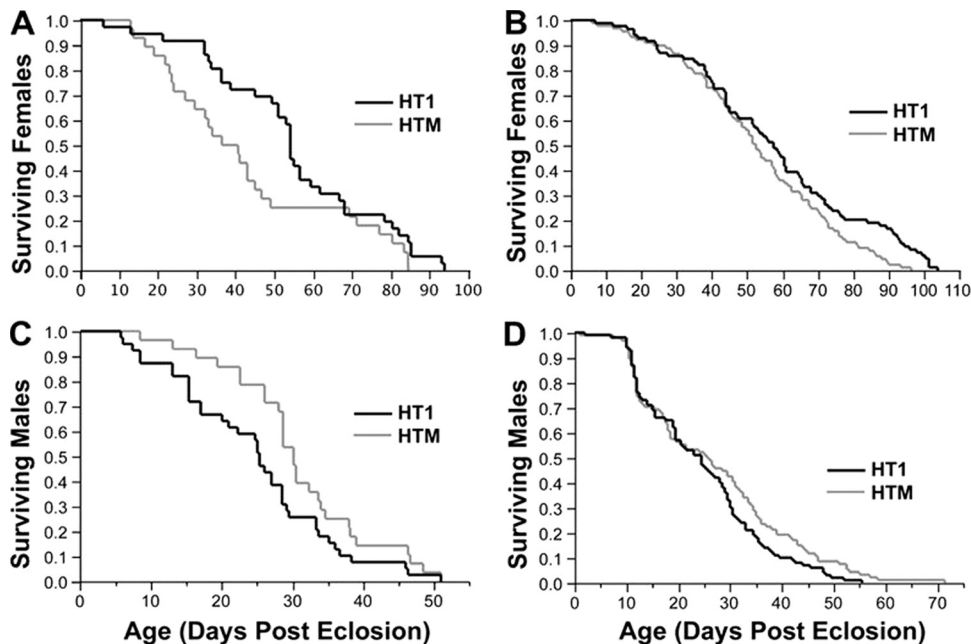 A
Surviving Females
1.0
0.9
0.8
0.7
0.6
0.5
0.4
0.3
0.2
0.1
0.0
HT1
HTM
0 10 20 30 40 50 60 70 80 90 100
B
Surviving Females
1.0
0.9
0.8
0.7
0.6
0.5
0.4
0.3
0.2
0.1
0.0
HT1
HTM
0 10 20 30 40 50 60 70 80 90 100 110
C
Surviving Males
1.0
0.9
0.8
0.7
0.6
0.5
0.4
0.3
0.2
0.1
0.0
HT1
HTM
0 10 20 30 40 50
Age (Days Post Eclosion)
D
Surviving Males
1.0
0.9
0.8
0.7
0.6
0.5
0.4
0.3
0.2
0.1
0.0
HT1
HTM
0 10 20 30 40 50 60 70
Age (Days Post Eclosion)